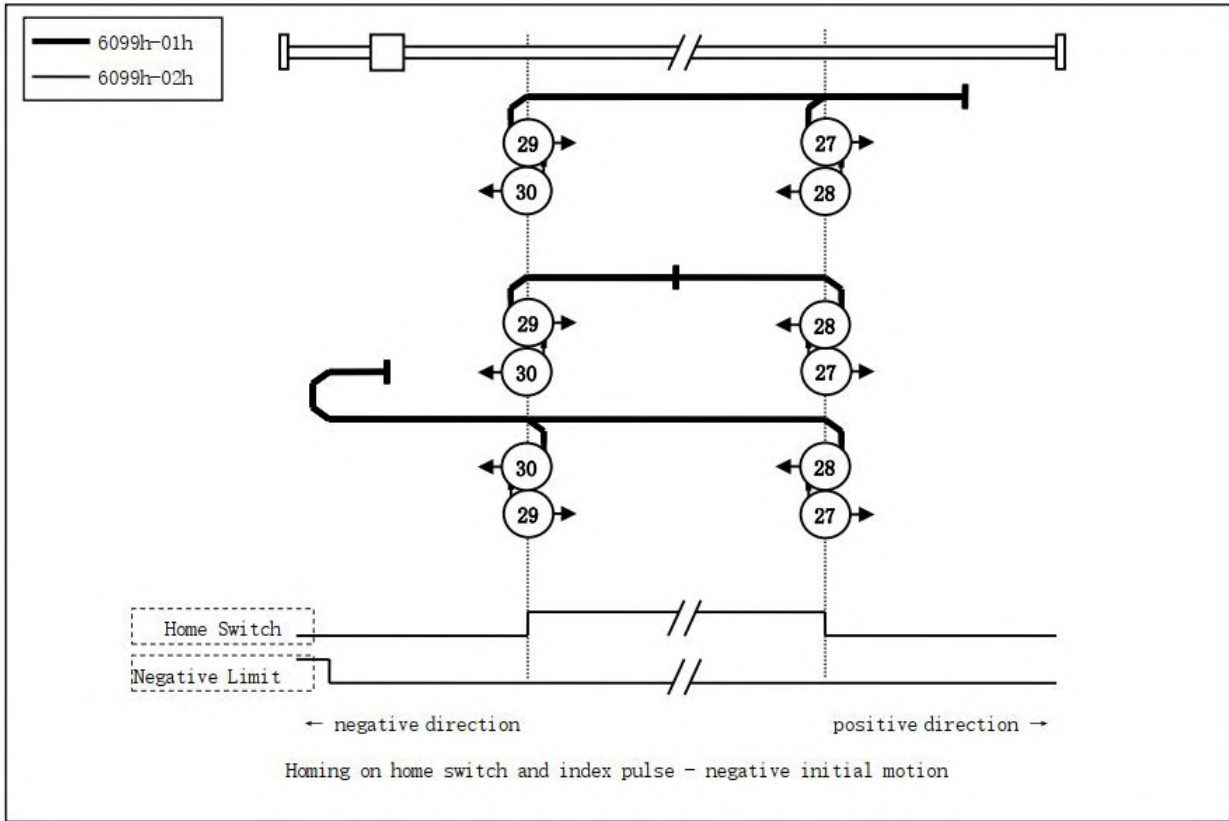 6099h-01h
6099h-02h
29
27
30
28
29
28
30
27
30
28
29
27
Home Switch
Negative Limit
← negative direction
positive direction →
Homing on home switch and index pulse - negative initial motion